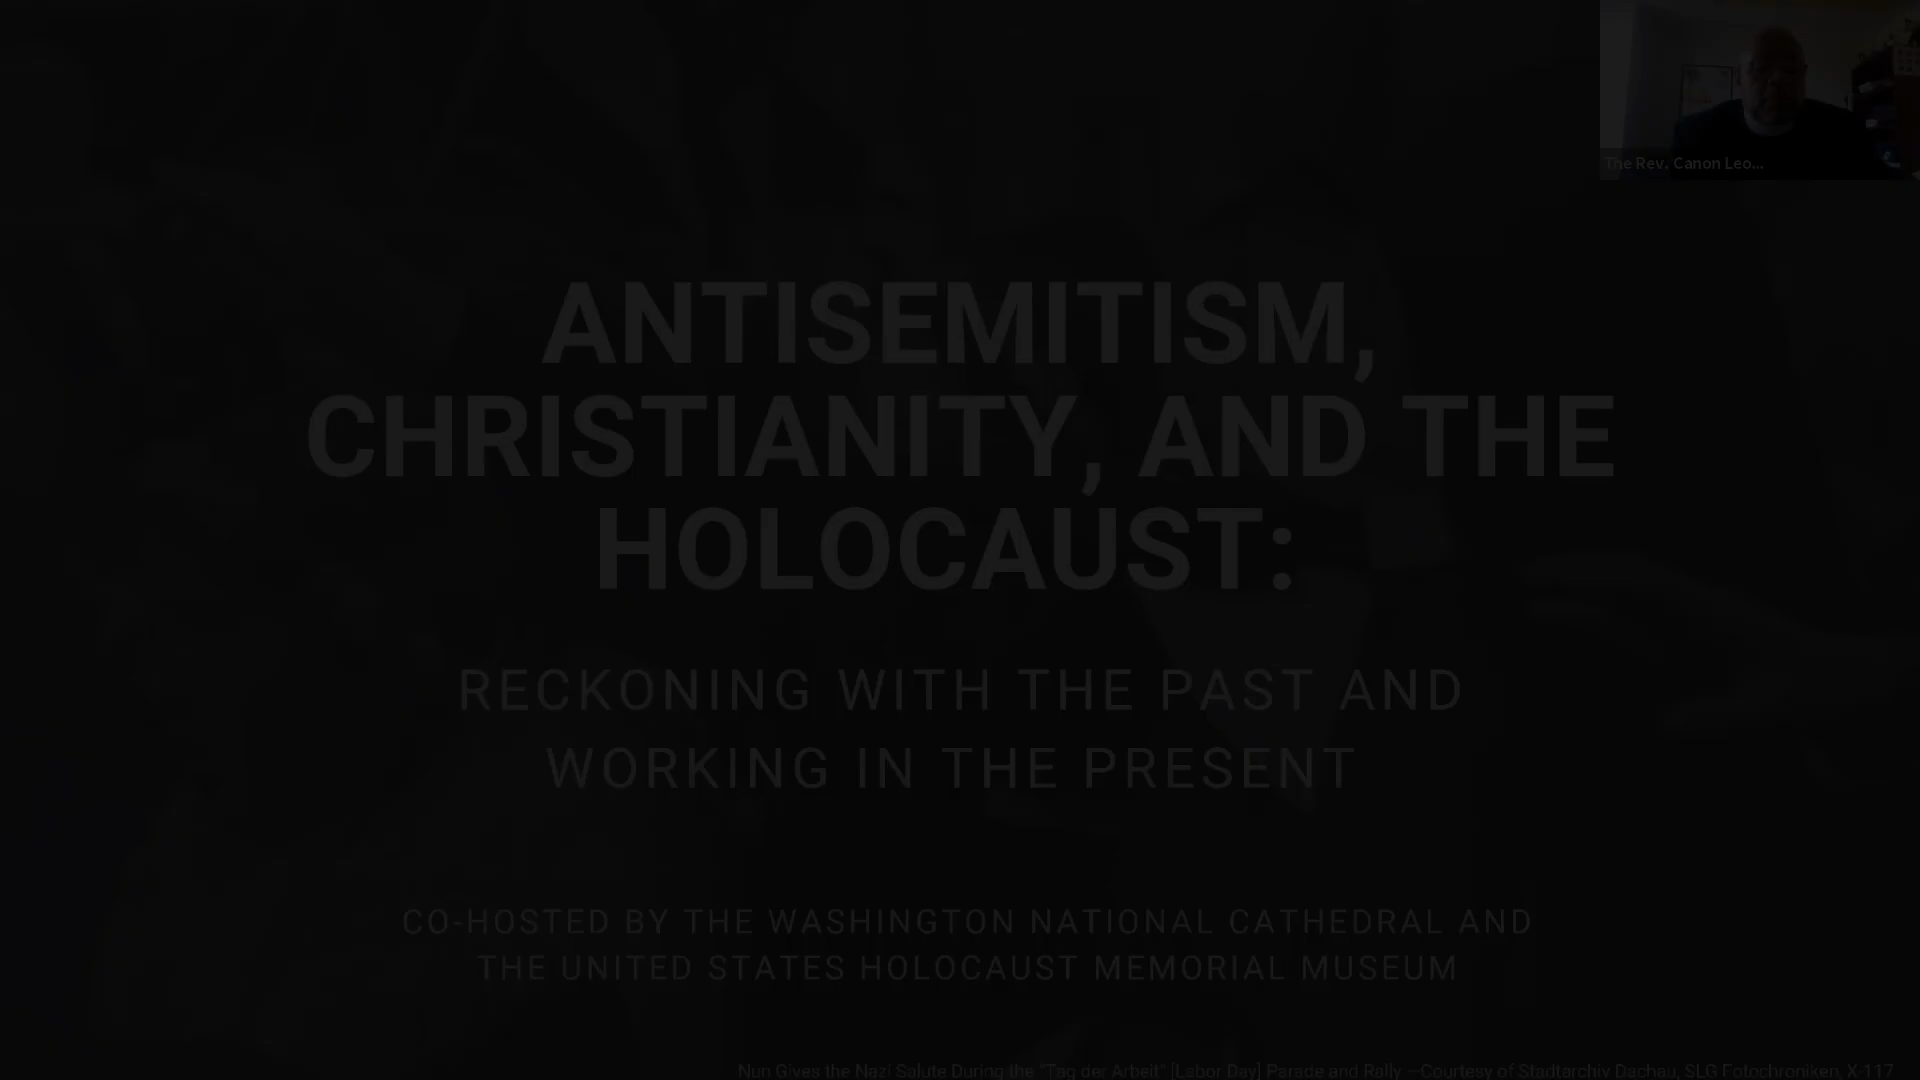 The Rev. Canon Leo...
ANTISEMITISM,
CHRISTIANITY, AND THE
HOLOCAUST:
RECKONING WITH THE PAST AND
WORKING IN THE PRESENT
CO-HOSTED BY THE WASHINGTON NATIONAL CATHEDRAL AND
THE UNITED STATES HOLOCAUST MEMORIAL MUSEUM
Nun Gives the Nazi Salute During the "Tag der Arbeit" [Labor Day] Parade and Rally —Courtesy of Stadtarchiv Dachau, SLG Fotochroniken, X-117